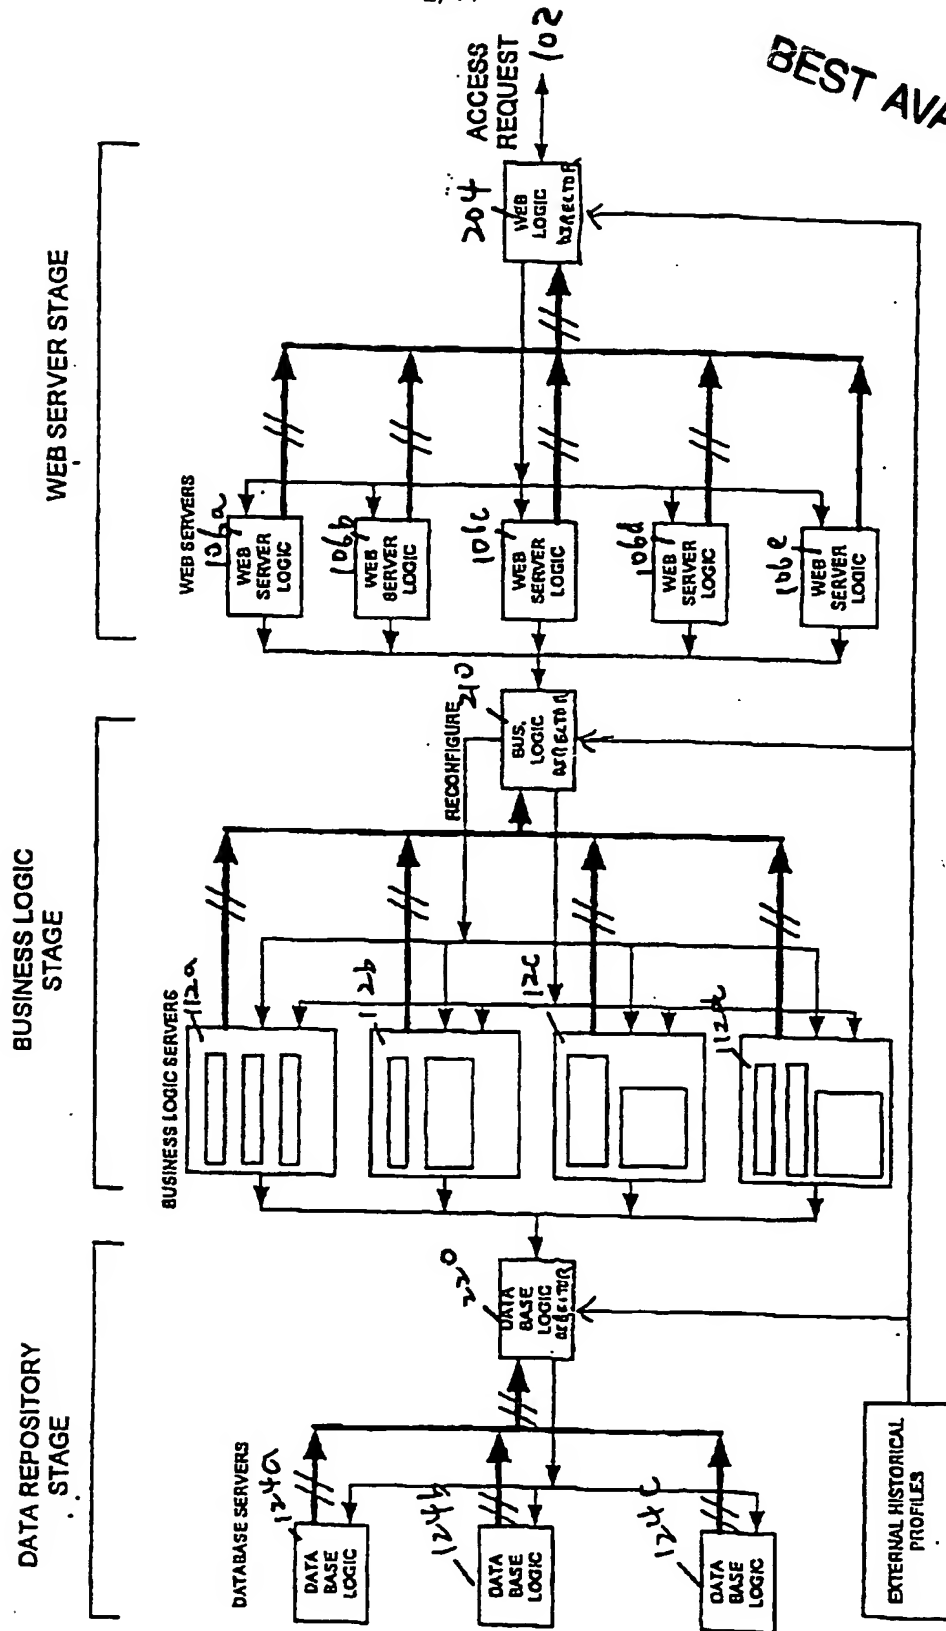 BEST AVA
ACCESS
REQUEST
102
WEB SERVER STAGE
204
WEB
LOGIC
DIRECTOR
WEB SERVERS
106a
WEB
SERVER
LOGIC
106b
WEB
SERVER
LOGIC
106c
WEB
SERVER
LOGIC
106d
WEB
SERVER
LOGIC
106e
WEB
SERVER
LOGIC
BUSINESS LOGIC
STAGE
RECONFIGURE
210
BUS.
LOGIC
DIRECTOR
BUSINESS LOGIC SERVERS
112a
112b
112c
DATA REPOSITORY
STAGE
220
DATA
BASE
LOGIC
DIRECTOR
DATABASE SERVERS
124a
DATA
BASE
LOGIC
124b
DATA
BASE
LOGIC
124c
DATA
BASE
LOGIC
EXTERNAL HISTORICAL
PROFILES